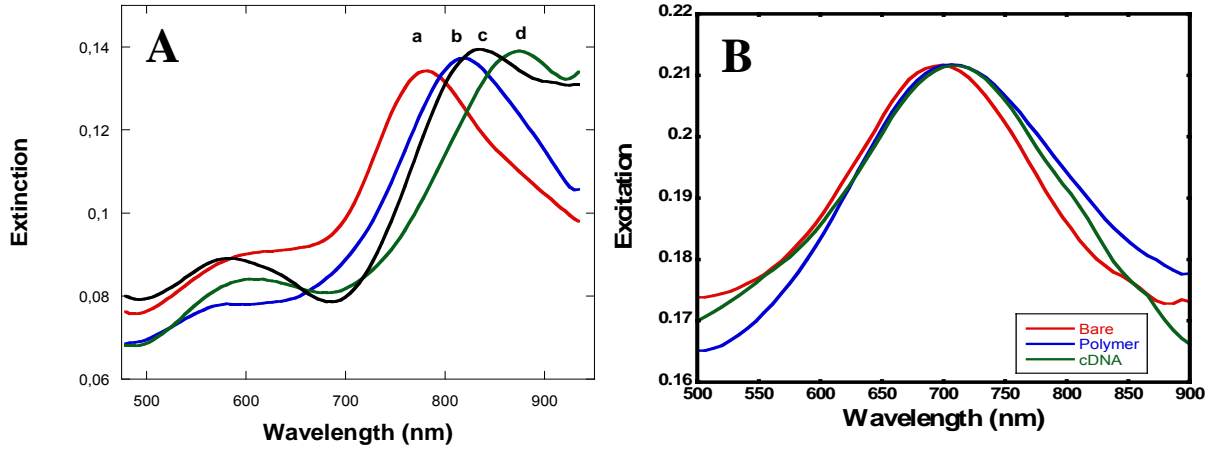 A
a b c d
0,14
0,12
0,1
0,08
0,06
500 600 700 800 900
Extinction
Wavelength (nm)
B
0.22
0.21
0.2
0.19
0.18
0.17
0.16
500 550 600 650 700 750 800 850 900
Excitation
Wavelength (nm)
Bare
Polymer
cDNA